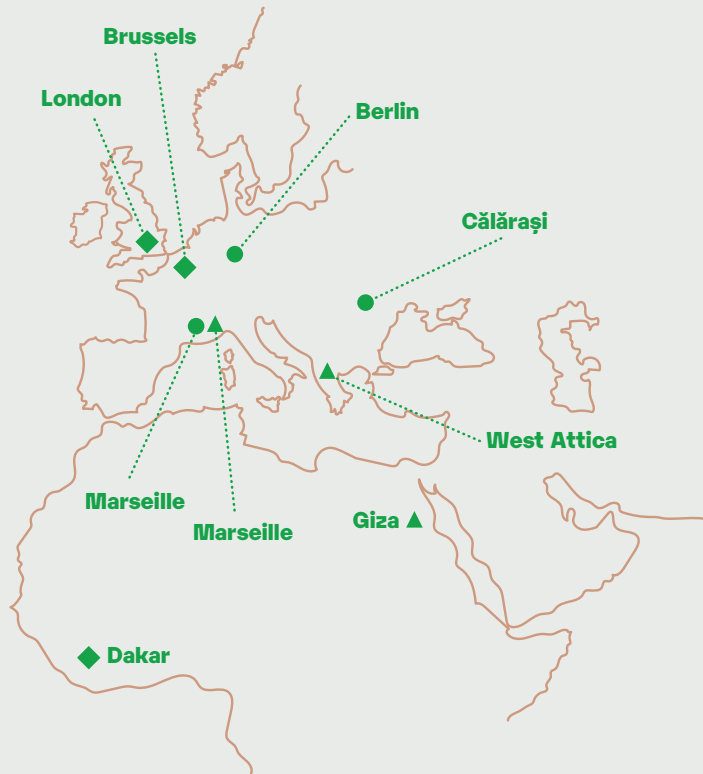 Brussels
London
Berlin
Călărași
West Attica
Marseille
Marseille
Giza
Dakar